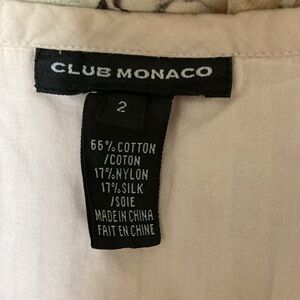 CLUB MONACO
2
66% COTTON
/COTON
17% NYLON
17% SILK
/SOIE
MADE IN CHINA
FAIT EN CHINE